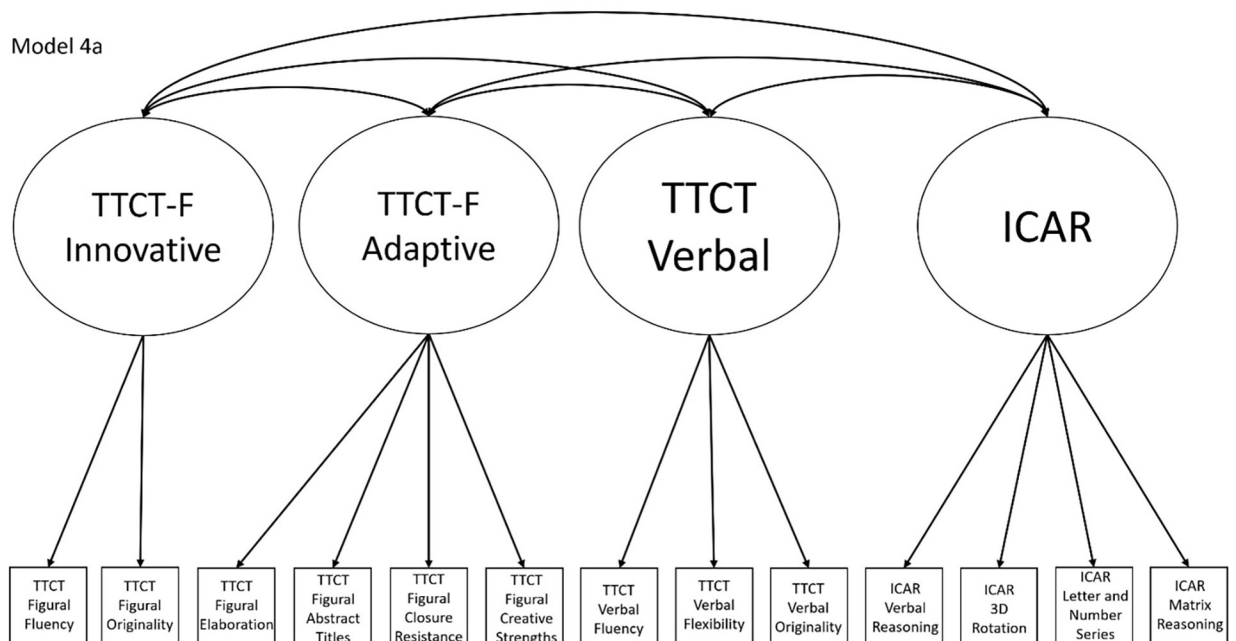 Model 4a
TTCT-F
Innovative
TTCT-F
Adaptive
TTCT
Verbal
ICAR
TTCT
Figural
Fluency
TTCT
Figural
Originality
TTCT
Figural
Elaboration
TTCT
Figural
Abstract
Titles
TTCT
Figural
Closure
Resistance
TTCT
Figural
Creative
Strengths
TTCT
Verbal
Fluency
TTCT
Verbal
Flexibility
TTCT
Verbal
Originality
ICAR
Verbal
Reasoning
ICAR
3D
Rotation
ICAR
Letter and
Number
Series
ICAR
Matrix
Reasoning